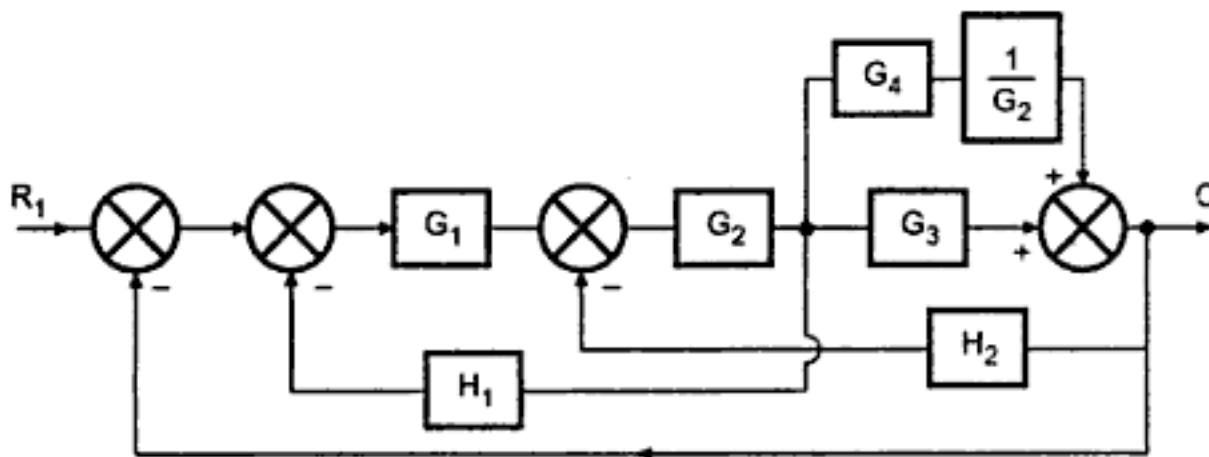 G₄
1
G₂
+
R₁
G₁
G₂
G₃
+
C
−
−
−
H₁
H₂